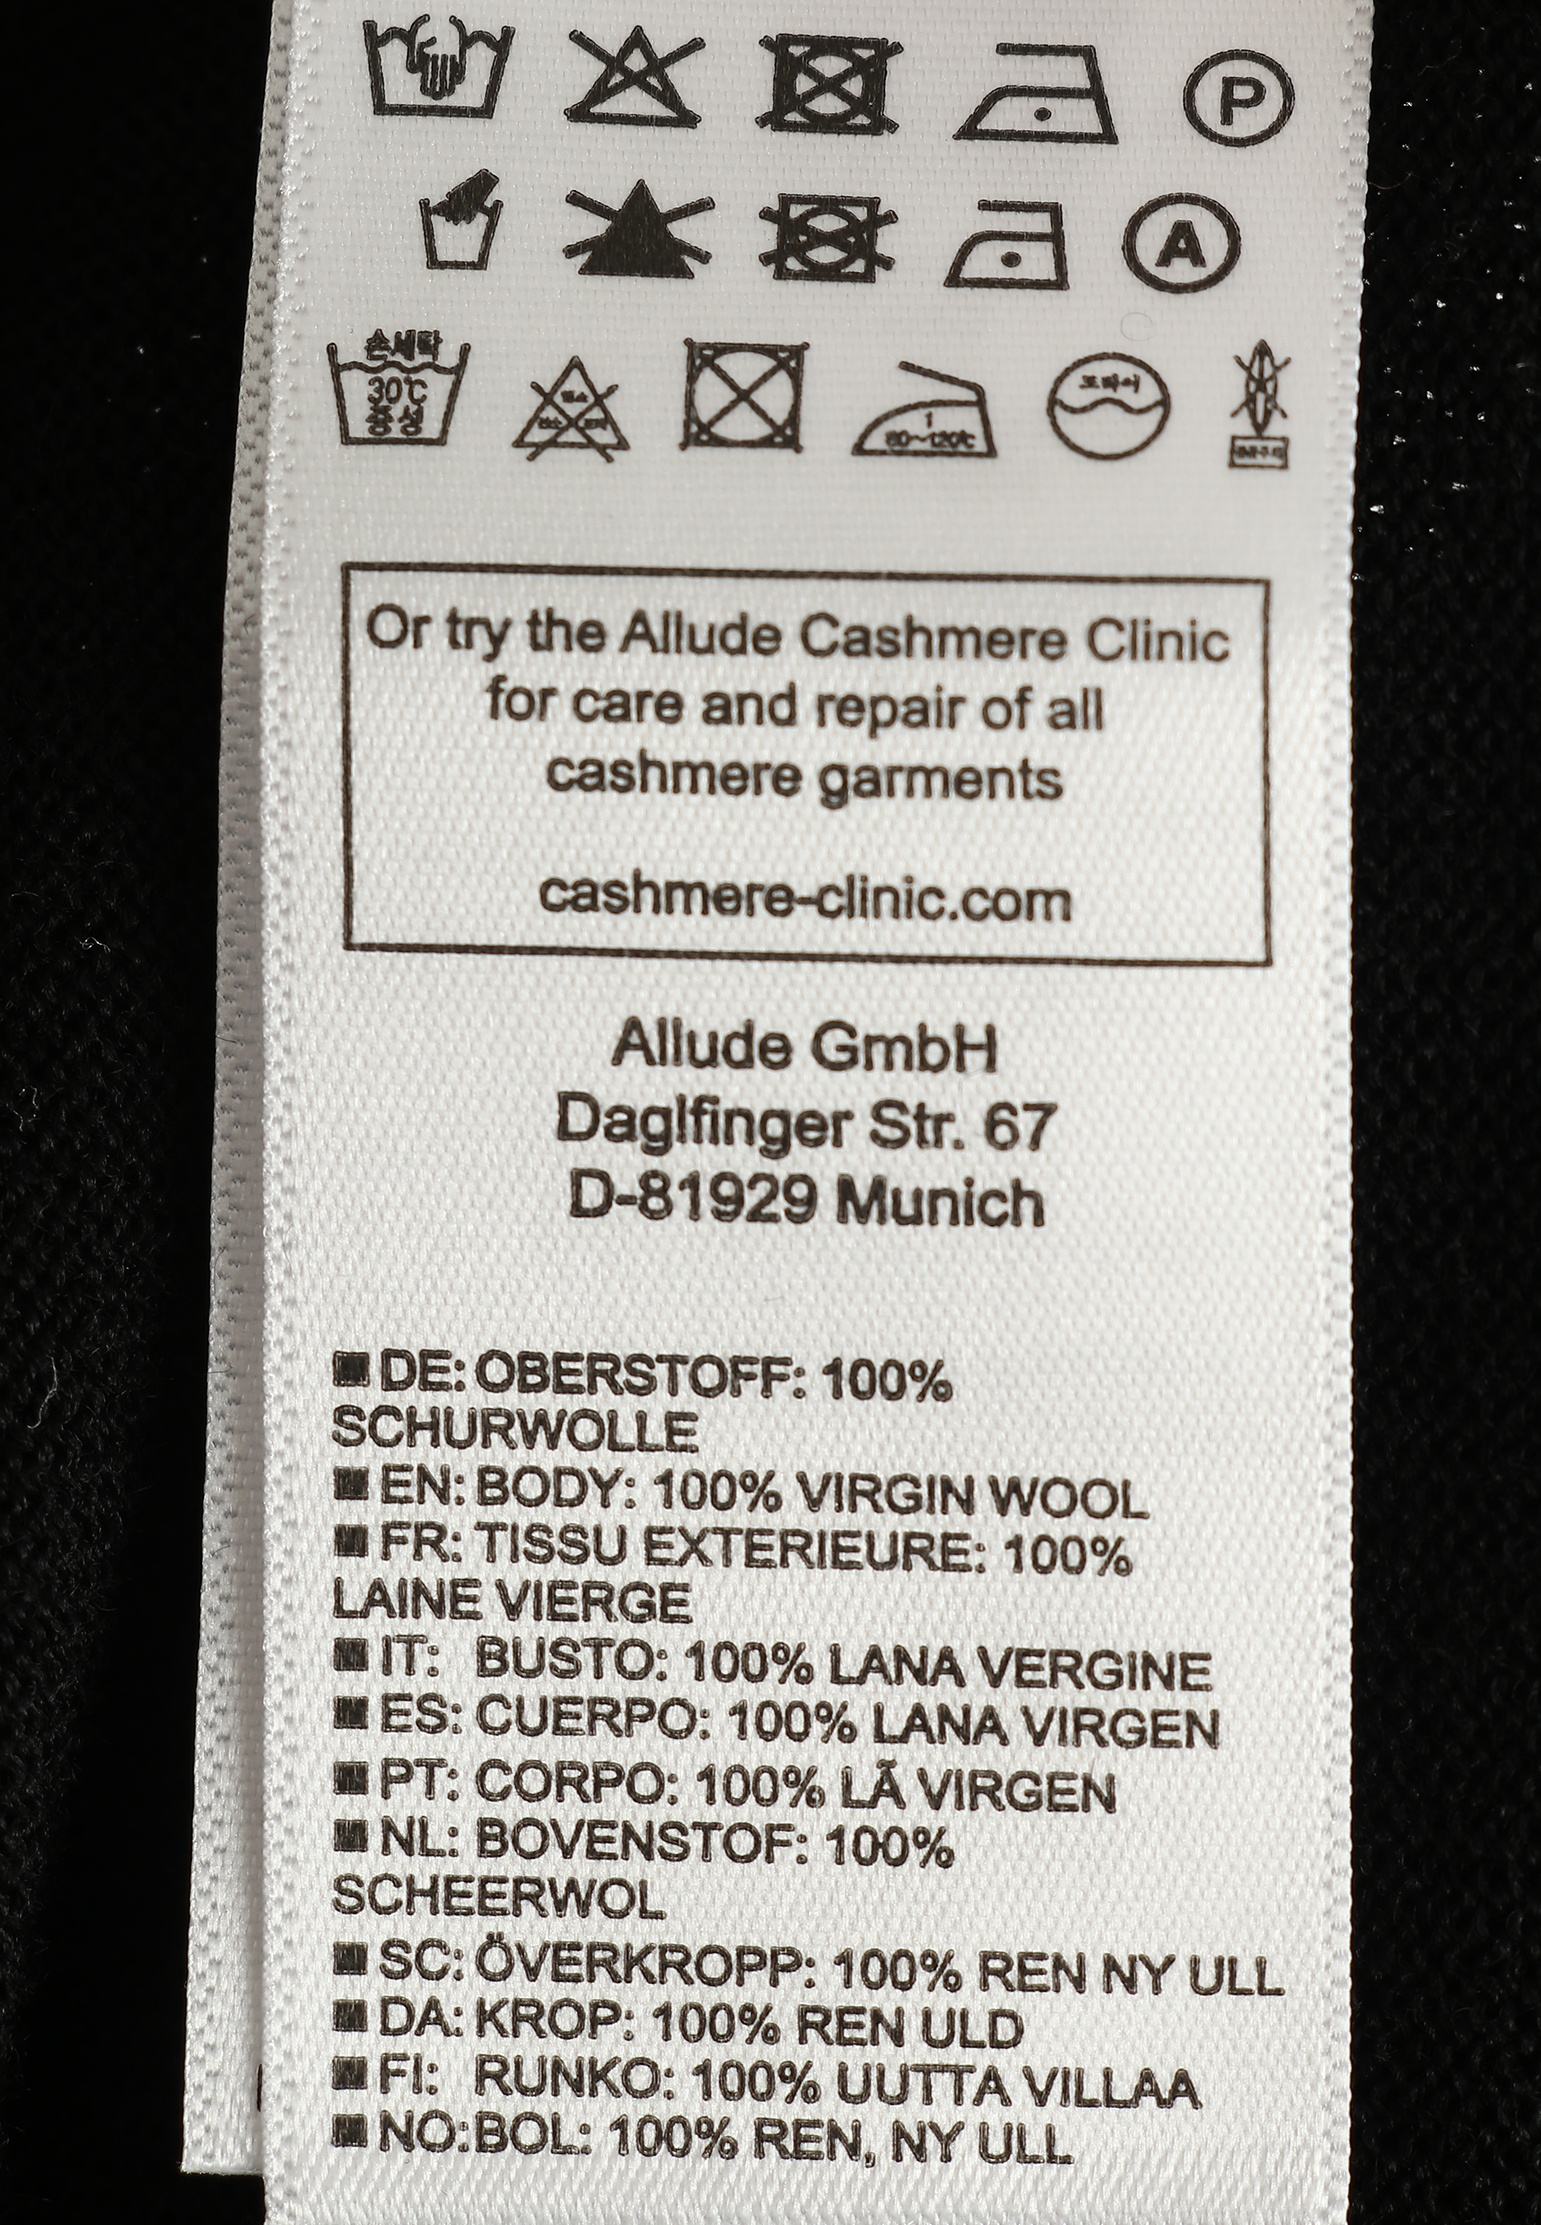 P
A
손세탁
30℃
중성
1
80~120℃
드라이
Or try the Allude Cashmere Clinic
for care and repair of all
cashmere garments
cashmere-clinic.com
Allude GmbH
Daglfinger Str. 67
D-81929 Munich
DE: OBERSTOFF: 100%
SCHURWOLLE
EN: BODY: 100% VIRGIN WOOL
FR: TISSU EXTERIEURE: 100%
LAINE VIERGE
IT: BUSTO: 100% LANA VERGINE
ES: CUERPO: 100% LANA VIRGEN
PT: CORPO: 100% LÃ VIRGEN
NL: BOVENSTOF: 100%
SCHEERWOL
SC: ÖVERKROPP: 100% REN NY ULL
DA: KROP: 100% REN ULD
FI: RUNKO: 100% UUTTA VILLAA
NO:BOL: 100% REN, NY ULL